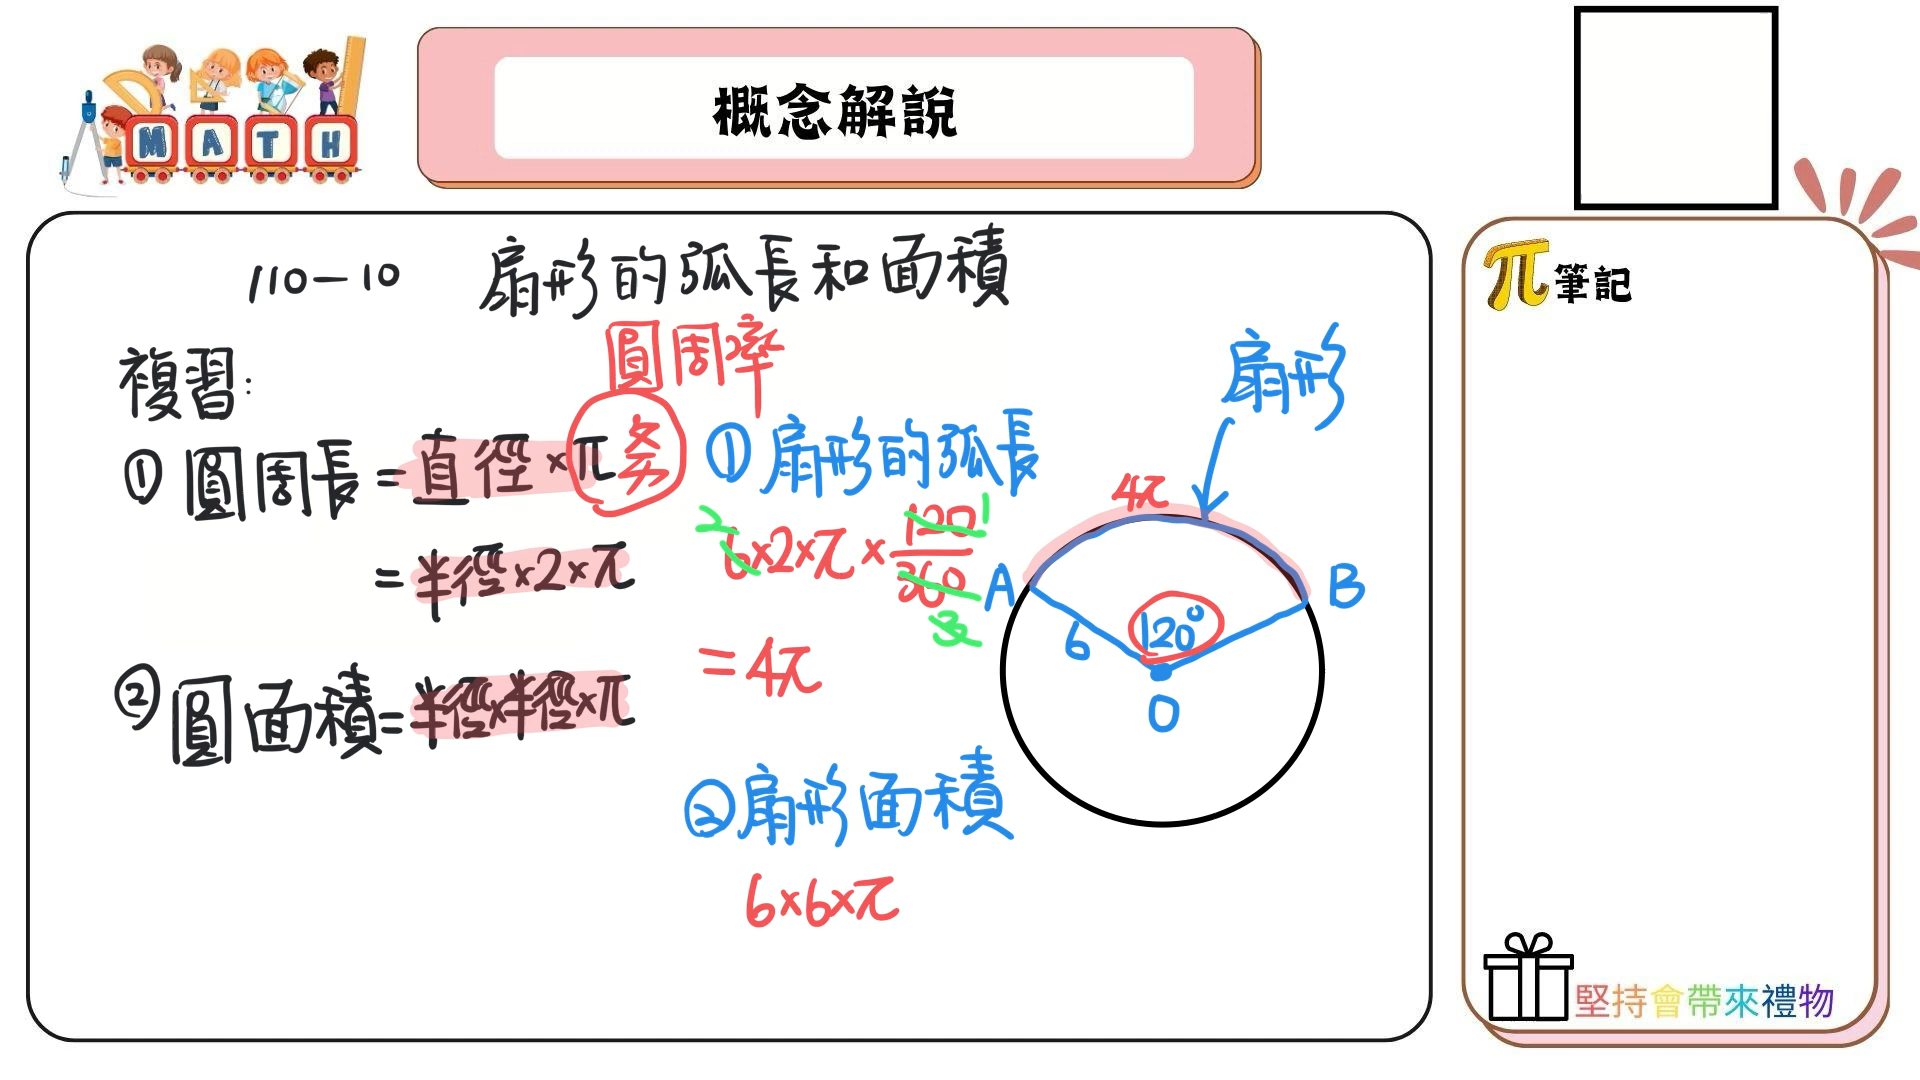 MATH
概念解說
110-10 扇形的弧長和面積
複習:
① 圓周長=直徑×π
=半徑×2×π
② 圓面積=半徑×半徑×π
圓周率
① 扇形的弧長
6×2×π×120/360
2
1
3
=4π
② 扇形面積
6×6×π
扇形
4π
A
B
6
120°
O
π筆記
堅持會帶來禮物